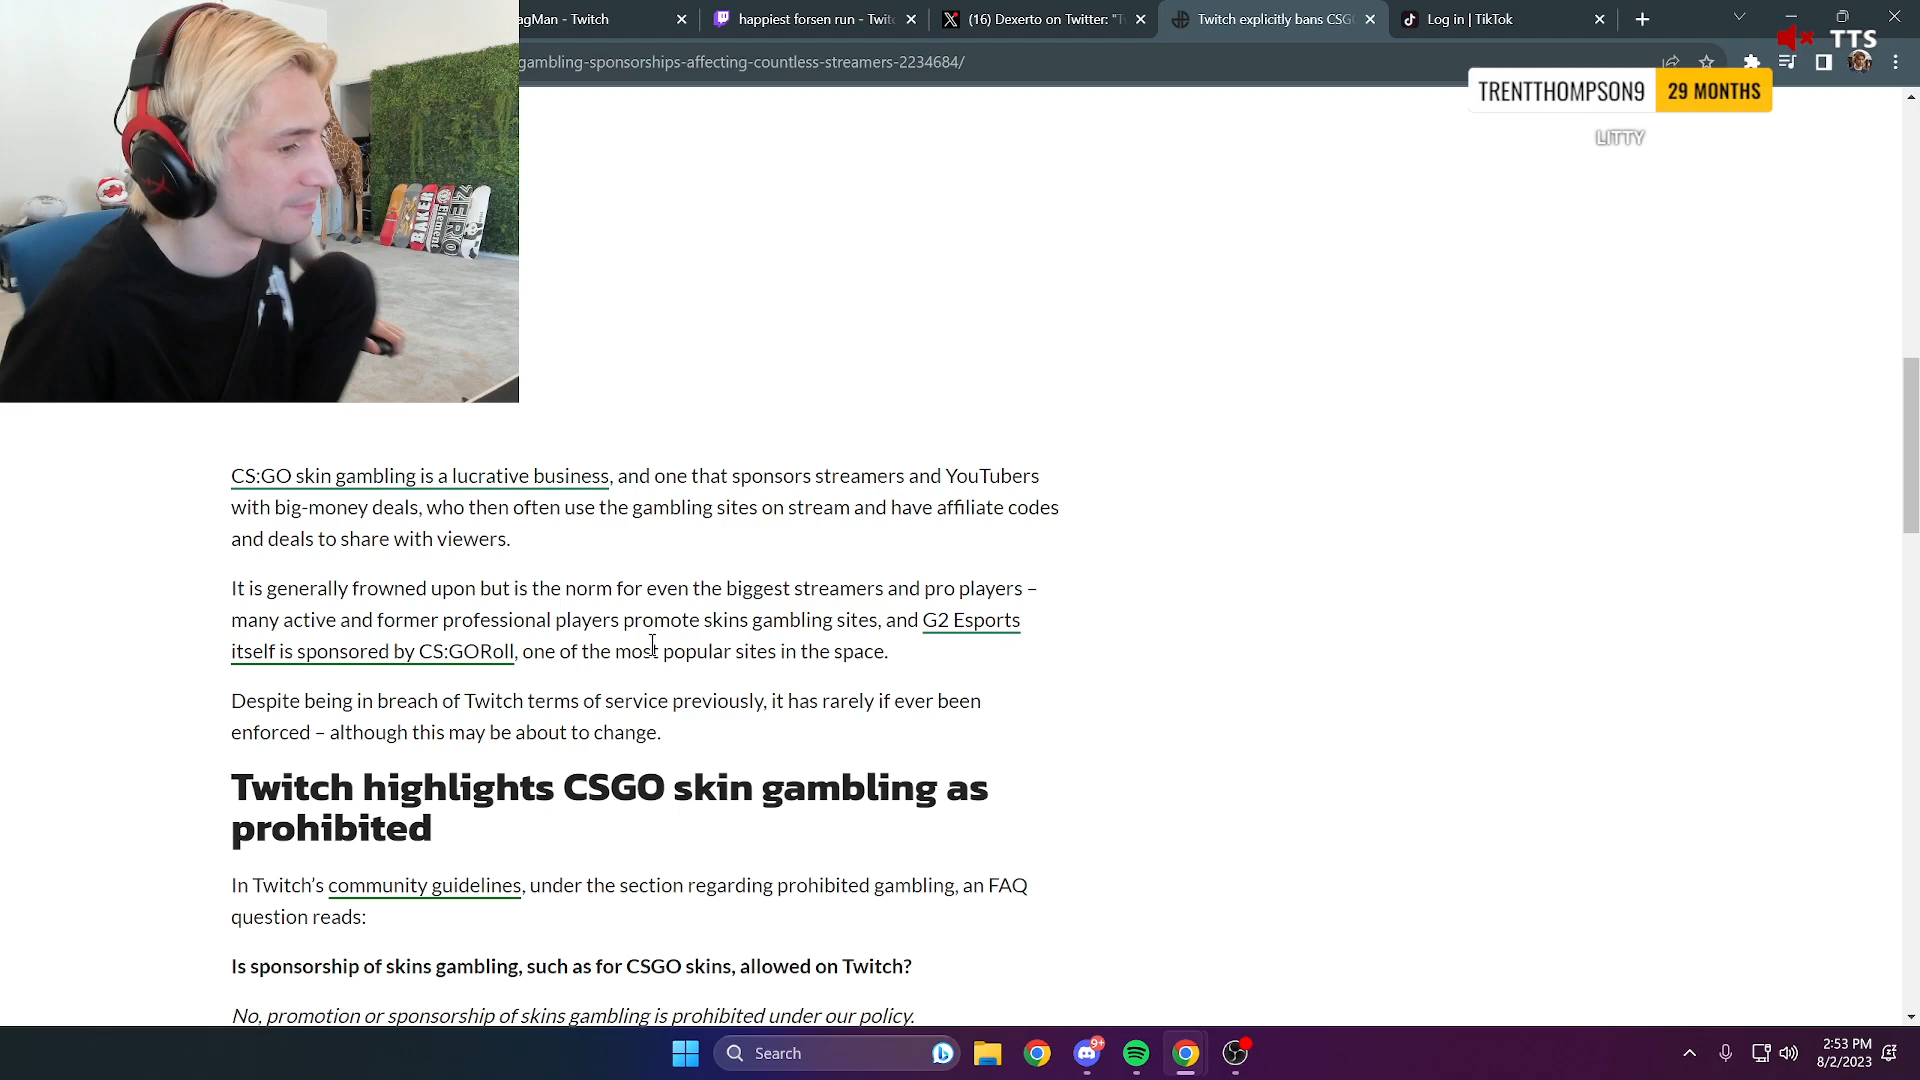 agMan - Twitch
happiest forsen run - Twitc
(16) Dexerto on Twitter: "Tw
Twitch explicitly bans CSGO
Log in | TikTok
TTS
gambling-sponsorships-affecting-countless-streamers-2234684/
TRENTTHOMPSON9 29 MONTHS
LITTY
BAKER
Element
ZERO
CS:GO skin gambling is a lucrative business, and one that sponsors streamers and YouTubers
with big-money deals, who then often use the gambling sites on stream and have affiliate codes
and deals to share with viewers.
It is generally frowned upon but is the norm for even the biggest streamers and pro players –
many active and former professional players promote skins gambling sites, and G2 Esports
itself is sponsored by CS:GORoll, one of the most popular sites in the space.
Despite being in breach of Twitch terms of service previously, it has rarely if ever been
enforced – although this may be about to change.
Twitch highlights CSGO skin gambling as
prohibited
In Twitch’s community guidelines, under the section regarding prohibited gambling, an FAQ
question reads:
Is sponsorship of skins gambling, such as for CSGO skins, allowed on Twitch?
No, promotion or sponsorship of skins gambling is prohibited under our policy.
Search
9+
2:53 PM
8/2/2023